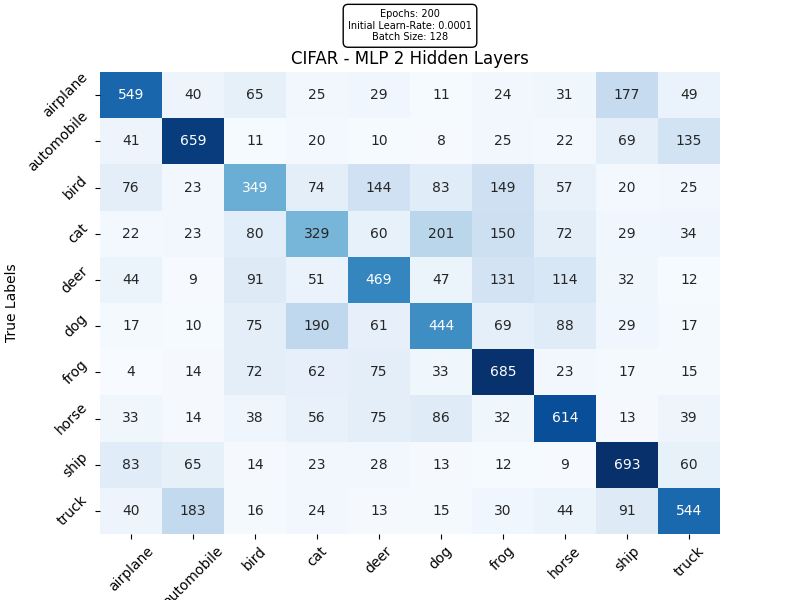 Epochs: 200
Initial Learn-Rate: 0.0001
Batch Size: 128
CIFAR - MLP 2 Hidden Layers
True Labels
airplane 549 40 65 25 29 11 24 31 177 49
automobile 41 659 11 20 10 8 25 22 69 135
bird 76 23 349 74 144 83 149 57 20 25
cat 22 23 80 329 60 201 150 72 29 34
deer 44 9 91 51 469 47 131 114 32 12
dog 17 10 75 190 61 444 69 88 29 17
frog 4 14 72 62 75 33 685 23 17 15
horse 33 14 38 56 75 86 32 614 13 39
ship 83 65 14 23 28 13 12 9 693 60
truck 40 183 16 24 13 15 30 44 91 544
airplane automobile bird cat deer dog frog horse ship truck